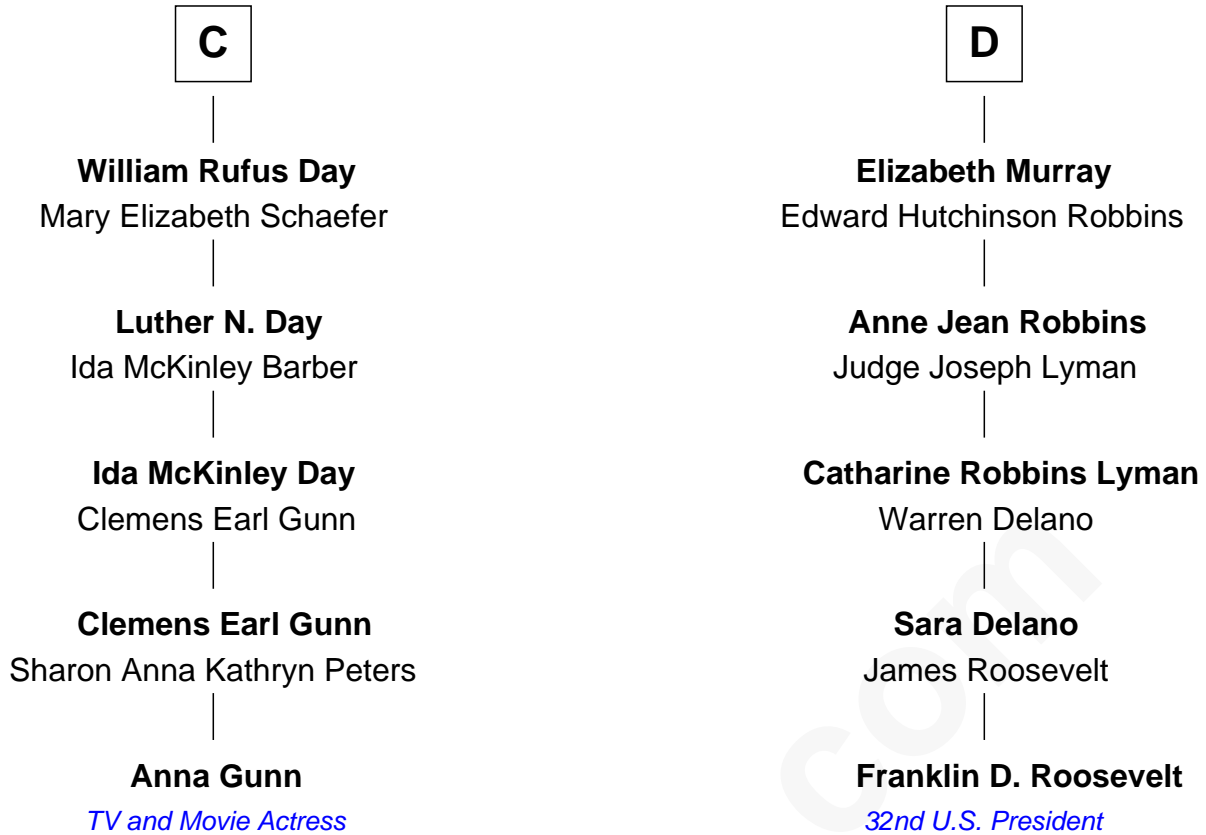 C
William Rufus Day
Mary Elizabeth Schaefer
Luther N. Day
Ida McKinley Barber
Ida McKinley Day
Clemens Earl Gunn
Clemens Earl Gunn
Sharon Anna Kathryn Peters
Anna Gunn
TV and Movie Actress
D
Elizabeth Murray
Edward Hutchinson Robbins
Anne Jean Robbins
Judge Joseph Lyman
Catharine Robbins Lyman
Warren Delano
Sara Delano
James Roosevelt
Franklin D. Roosevelt
32nd U.S. President
com